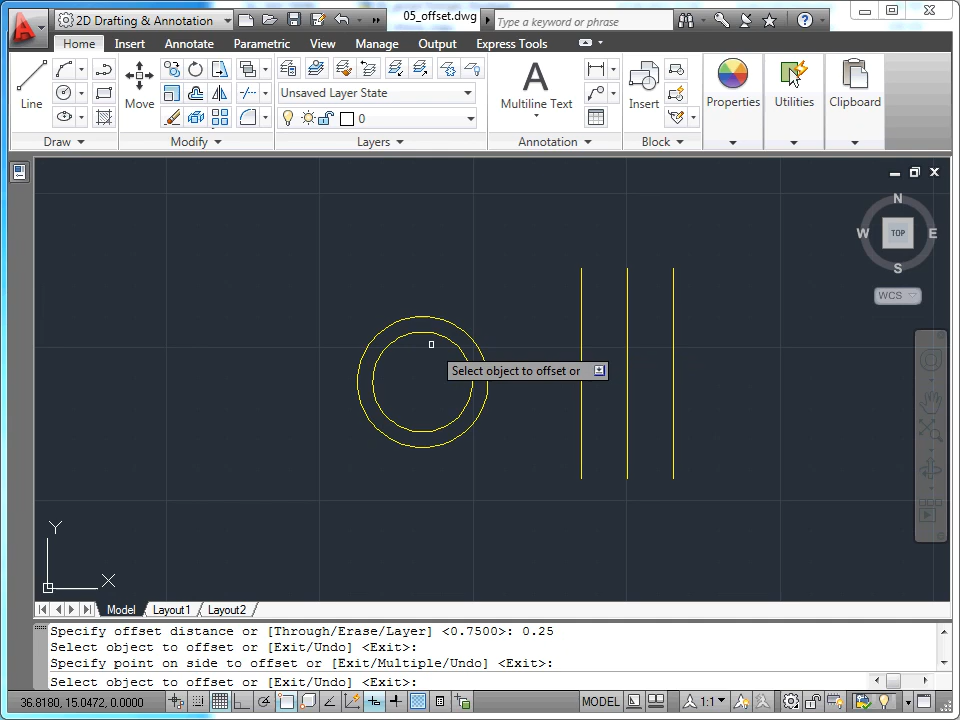 2D Drafting & Annotation
05_offset.dwg
Type a keyword or phrase
Home Insert Annotate Parametric View Manage Output Express Tools
Line
Move
Unsaved Layer State
0
Multiline Text
Insert
Properties
Utilities
Clipboard
Draw
Modify
Layers
Annotation
Block
N
W
TOP
E
S
WCS
Select object to offset or
Y
X
Model Layout1 Layout2
Specify offset distance or [Through/Erase/Layer] <0.7500>: 0.25
Select object to offset or [Exit/Undo] <Exit>:
Specify point on side to offset or [Exit/Multiple/Undo] <Exit>:
Select object to offset or [Exit/Undo] <Exit>:
36.8180, 15.0472, 0.0000
MODEL
1:1